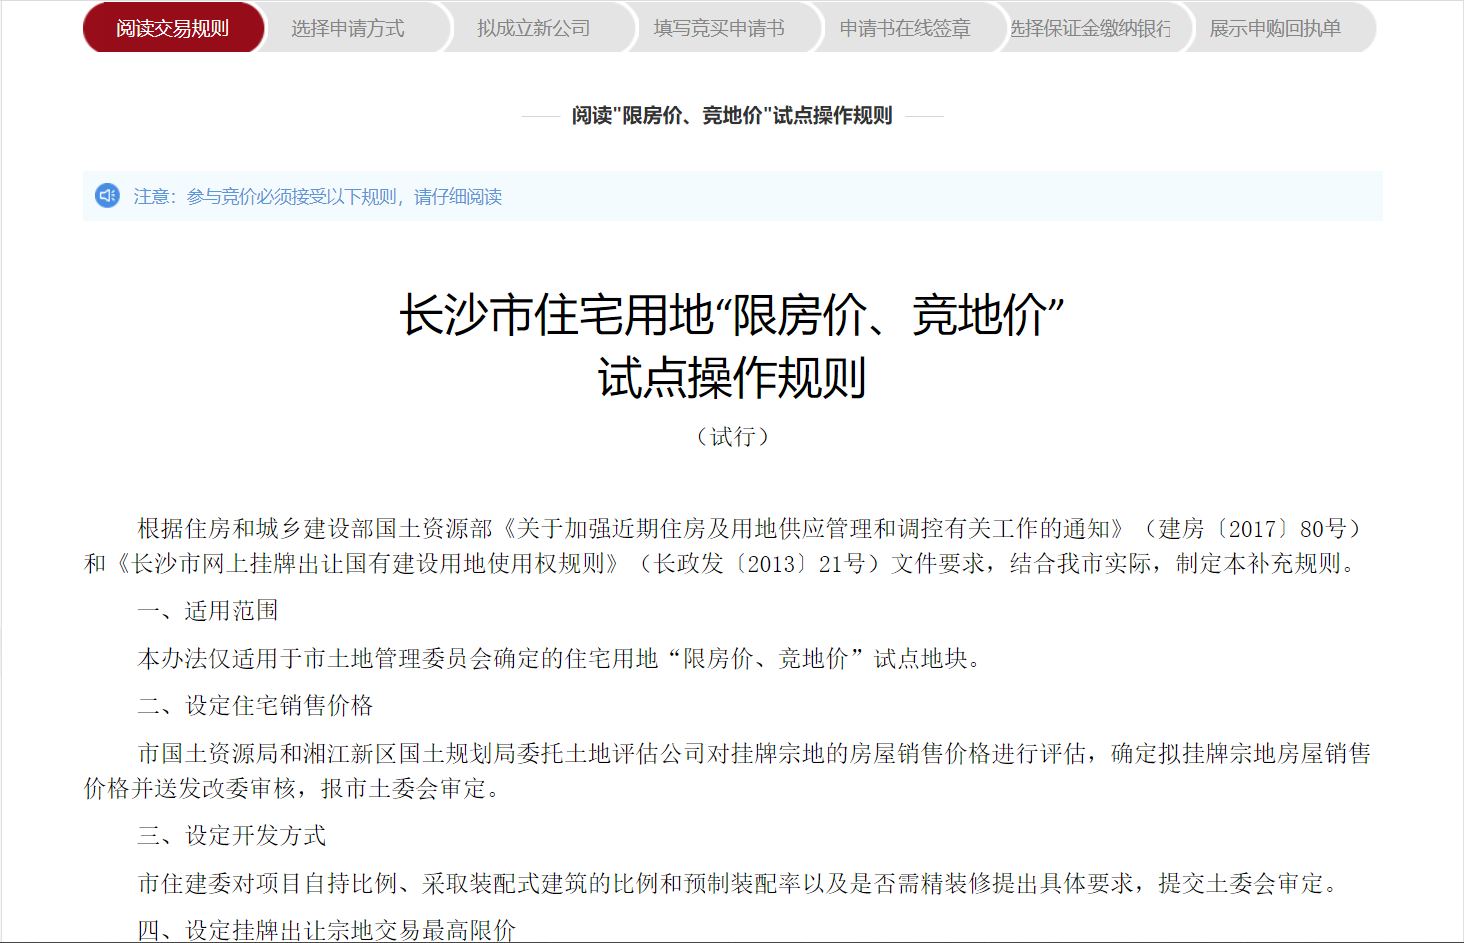 阅读交易规则 选择申请方式 拟成立新公司 填写竞买申请书 申请书在线签章 选择保证金缴纳银行 展示申购回执单
阅读"限房价、竞地价"试点操作规则
注意：参与竞价必须接受以下规则，请仔细阅读
长沙市住宅用地“限房价、竞地价”
试点操作规则
（试行）
根据住房和城乡建设部国土资源部《关于加强近期住房及用地供应管理和调控有关工作的通知》（建房〔2017〕80号）
和《长沙市网上挂牌出让国有建设用地使用权规则》（长政发〔2013〕21号）文件要求，结合我市实际，制定本补充规则。
一、适用范围
本办法仅适用于市土地管理委员会确定的住宅用地“限房价、竞地价”试点地块。
二、设定住宅销售价格
市国土资源局和湘江新区国土规划局委托土地评估公司对挂牌宗地的房屋销售价格进行评估，确定拟挂牌宗地房屋销售
价格并送发改委审核，报市土委会审定。
三、设定开发方式
市住建委对项目自持比例、采取装配式建筑的比例和预制装配率以及是否需精装修提出具体要求，提交土委会审定。
四、设定挂牌出让宗地交易最高限价